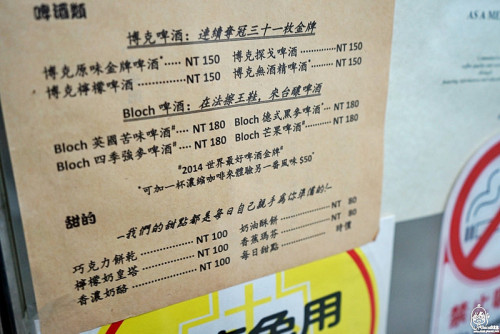 啤酒類
博克啤酒：連續奪冠三十一枚金牌
博克原味金牌啤酒*.... NT 150 博克探戈啤酒............ NT 150
博克檸檬啤酒............ NT 150 博克無酒精啤酒*........ NT 150
Bloch 啤酒：在法擦王鞋，來台釀啤酒
Bloch 英國苦味啤酒#.... NT 180 Bloch 德式黑麥啤酒*.... NT 180
Bloch 四季強麥啤酒#.... NT 180 Bloch 芒果啤酒#........... NT 180
*2014 世界最好啤酒金牌#
*可加一杯濃縮咖啡來體驗另一番風味 $50*
甜的
—我們的甜點都是每日自己親手為你準備的!—
巧克力餅乾............ NT 100 奶油酥餅............ NT 80
檸檬奶皇塔............ NT 100 香蕉瑪芬............ NT 80
香濃奶酪............ NT 100 每日甜點............ 時價
AS A ME